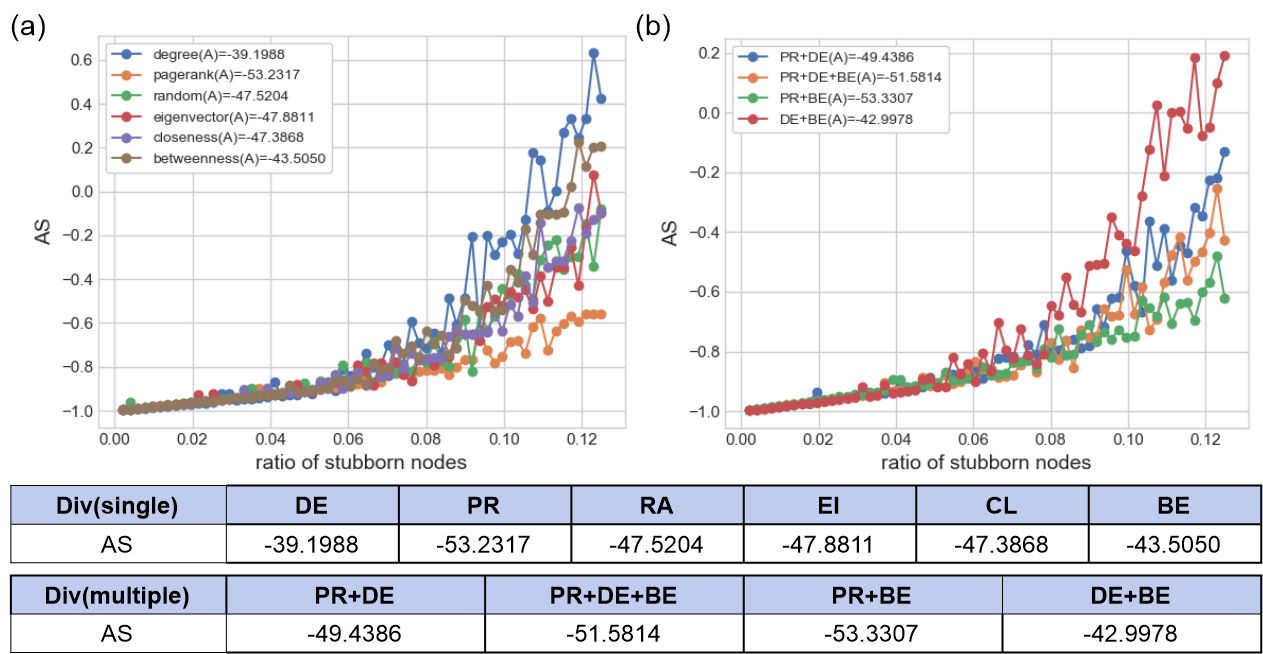 (a)
degree(A)=-39.1988
pagerank(A)=-53.2317
random(A)=-47.5204
eigenvector(A)=-47.8811
closeness(A)=-47.3868
betweenness(A)=-43.5050
0.6
0.4
0.2
0.0
−0.2
−0.4
−0.6
−0.8
−1.0
AS
0.00 0.02 0.04 0.06 0.08 0.10 0.12
ratio of stubborn nodes
(b)
PR+DE(A)=-49.4386
PR+DE+BE(A)=-51.5814
PR+BE(A)=-53.3307
DE+BE(A)=-42.9978
0.2
0.0
−0.2
−0.4
−0.6
−0.8
−1.0
AS
0.00 0.02 0.04 0.06 0.08 0.10 0.12
ratio of stubborn nodes
Div(single) DE PR RA EI CL BE
AS -39.1988 -53.2317 -47.5204 -47.8811 -47.3868 -43.5050
Div(multiple) PR+DE PR+DE+BE PR+BE DE+BE
AS -49.4386 -51.5814 -53.3307 -42.9978